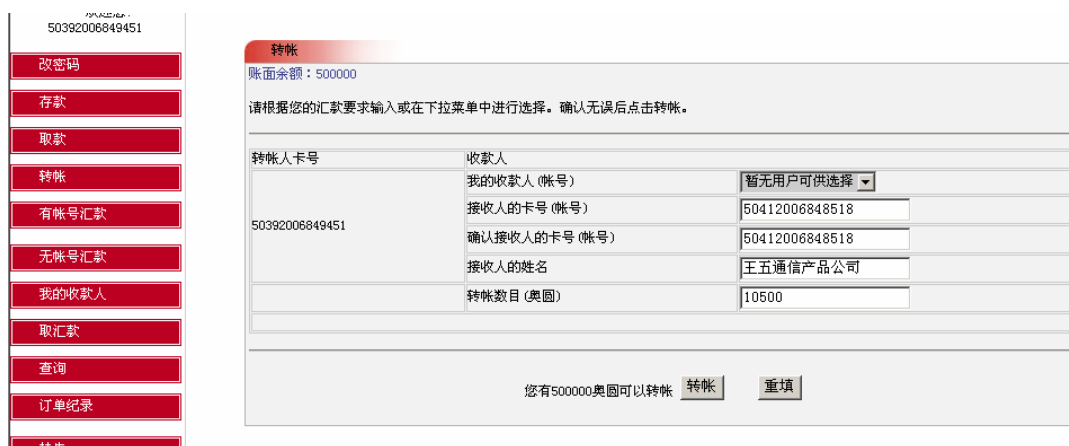 50392006849451
改密码
存款
取款
转帐
有帐号汇款
无帐号汇款
我的收款人
取汇款
查询
订单纪录
转帐
账面余额：500000
请根据您的汇款要求输入或在下拉菜单中进行选择。确认无误后点击转帐。
转帐人卡号 收款人
50392006849451
我的收款人(帐号) 暂无用户可供选择
接收人的卡号(帐号) 50412006848518
确认接收人的卡号(帐号) 50412006848518
接收人的姓名 王五通信产品公司
转帐数目(奥圆) 10500
您有500000奥圆可以转帐 转帐 重填